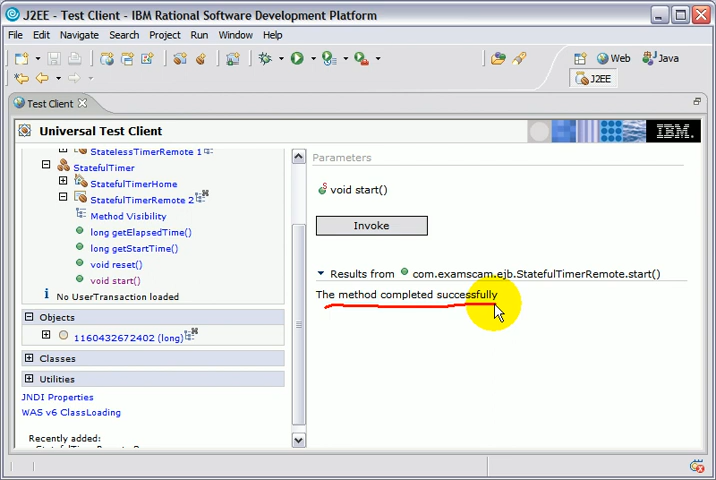 J2EE - Test Client - IBM Rational Software Development Platform
File Edit Navigate Search Project Run Window Help
Web Java
J2EE
Test Client
Universal Test Client
IBM
StatelessTimerRemote 1
StatefulTimer
StatefulTimerHome
StatefulTimerRemote 2
Method Visibility
long getElapsedTime()
long getStartTime()
void reset()
void start()
No UserTransaction loaded
Objects
1160432672402 (long)
Classes
Utilities
JNDI Properties
WAS v6 ClassLoading
Recently added:
Parameters
void start()
Invoke
Results from com.examscam.ejb.StatefulTimerRemote.start()
The method completed successfully